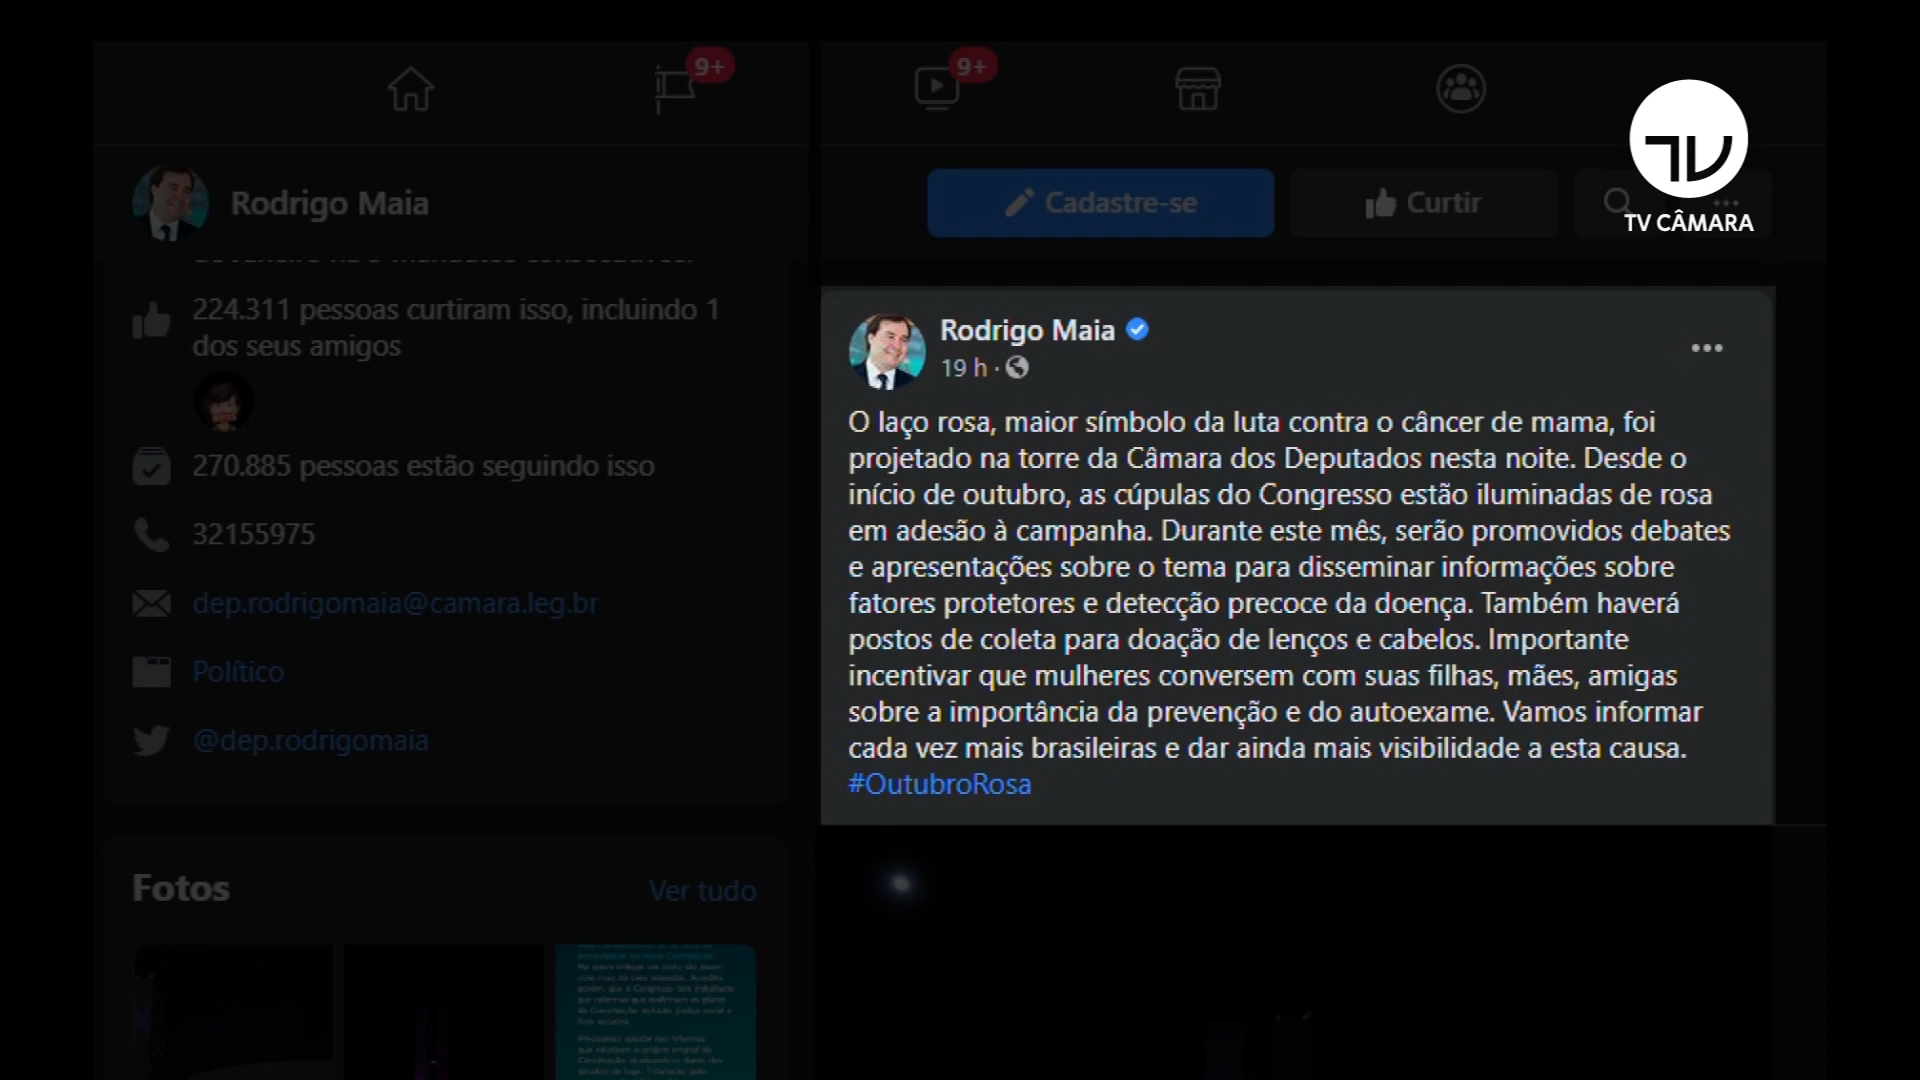 9+
9+
TV CÂMARA
Rodrigo Maia
Cadastre-se
Curtir
224.311 pessoas curtiram isso, incluindo 1
dos seus amigos
270.885 pessoas estão seguindo isso
32155975
dep.rodrigomaia@camara.leg.br
Político
@dep.rodrigomaia
Fotos
Ver tudo
Rodrigo Maia
19 h ·
O laço rosa, maior símbolo da luta contra o câncer de mama, foi
projetado na torre da Câmara dos Deputados nesta noite. Desde o
início de outubro, as cúpulas do Congresso estão iluminadas de rosa
em adesão à campanha. Durante este mês, serão promovidos debates
e apresentações sobre o tema para disseminar informações sobre
fatores protetores e detecção precoce da doença. Também haverá
postos de coleta para doação de lenços e cabelos. Importante
incentivar que mulheres conversem com suas filhas, mães, amigas
sobre a importância da prevenção e do autoexame. Vamos informar
cada vez mais brasileiras e dar ainda mais visibilidade a esta causa.
#OutubroRosa